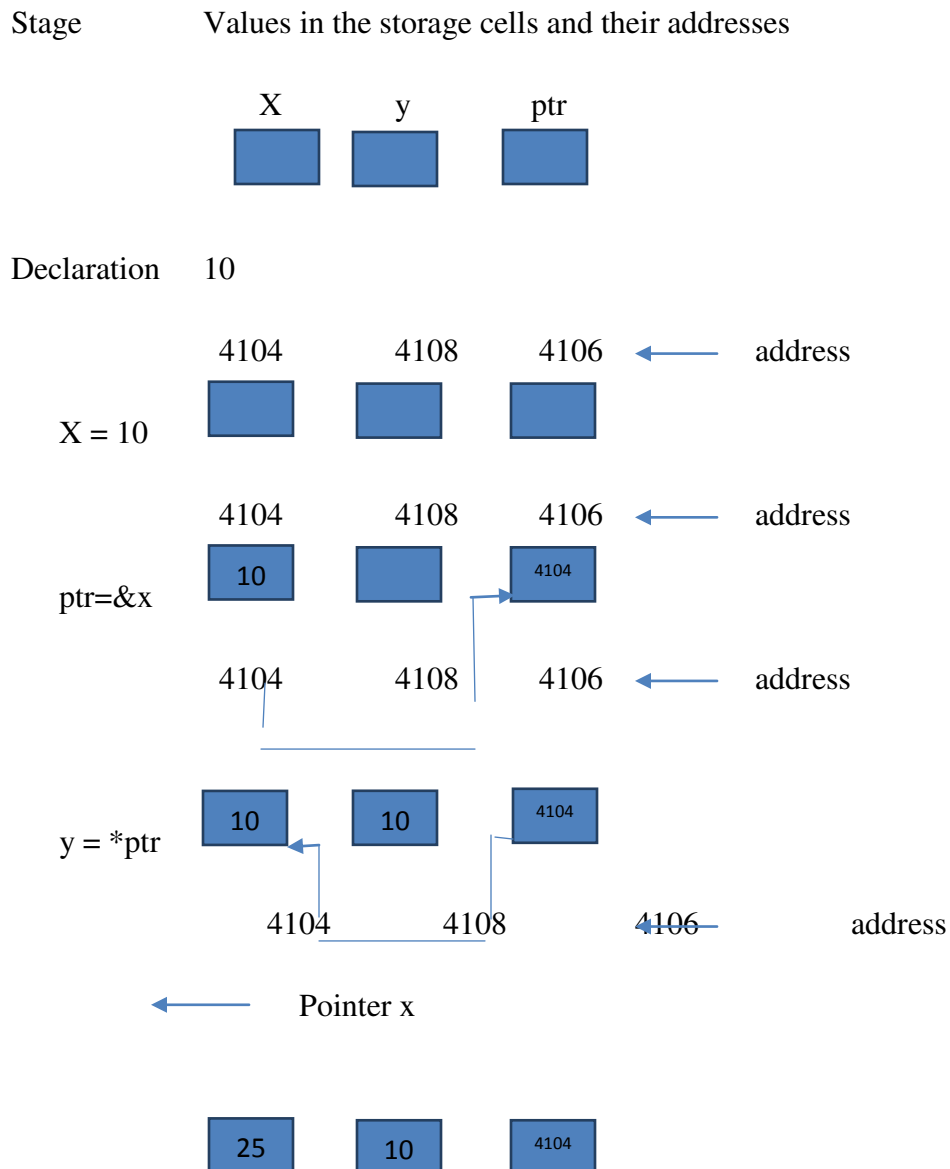 Stage Values in the storage cells and their addresses
X y ptr
Declaration 10
4104 4108 4106 address
X = 10
4104 4108 4106 address
10 4104
ptr=&x
4104 4108 4106 address
10 10 4104
y = *ptr
4104 4108 4106 address
Pointer x
25 10 4104